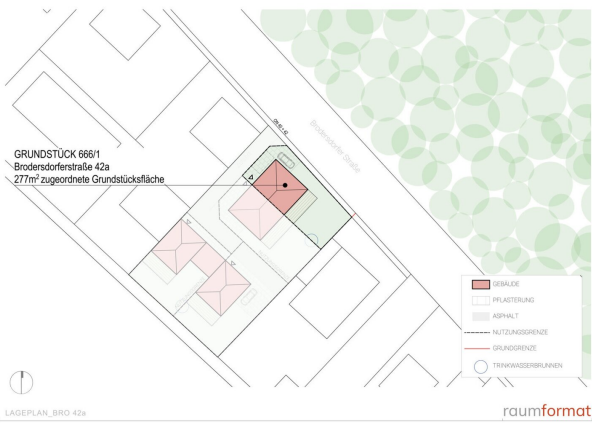 GRUNDSTÜCK 666/1
Brodersdorferstraße 42a
277m² zugeordnete Grundstücksfläche
Brodersdorfer Straße
GEBÄUDE
PFLASTERUNG
ASPHALT
NUTZUNGSGRENZE
GRUNDGRENZE
TRINKWASSERBRUNNEN
LAGEPLAN_BRO 42a
raumformat